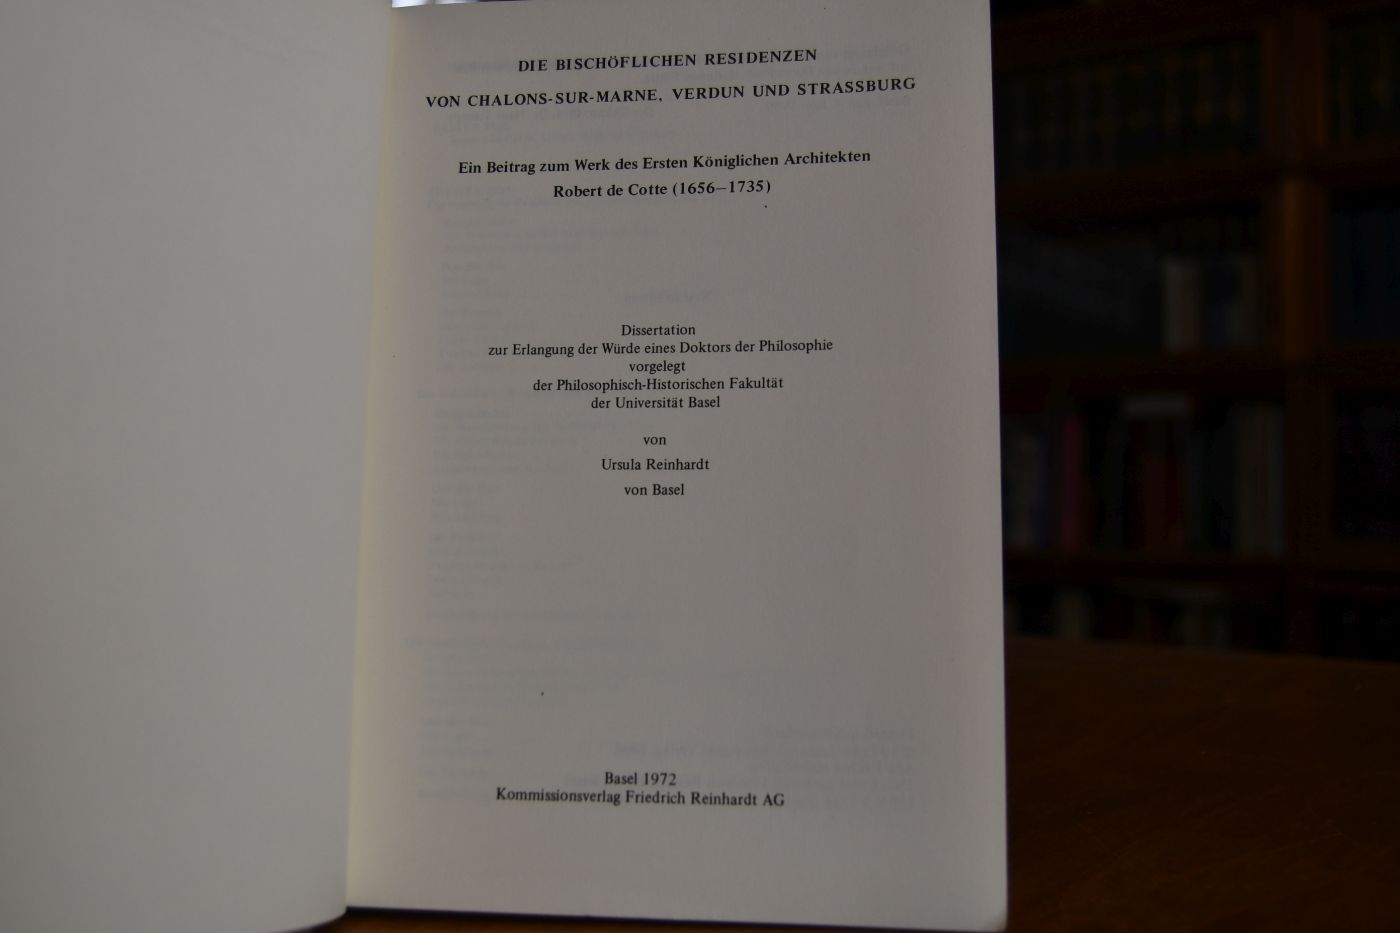 DIE BISCHÖFLICHEN RESIDENZEN
VON CHALONS-SUR-MARNE, VERDUN UND STRASSBURG
Ein Beitrag zum Werk des Ersten Königlichen Architekten
Robert de Cotte (1656—1735)
Dissertation
zur Erlangung der Würde eines Doktors der Philosophie
vorgelegt
der Philosophisch-Historischen Fakultät
der Universität Basel
von
Ursula Reinhardt
von Basel
Basel 1972
Kommissionsverlag Friedrich Reinhardt AG